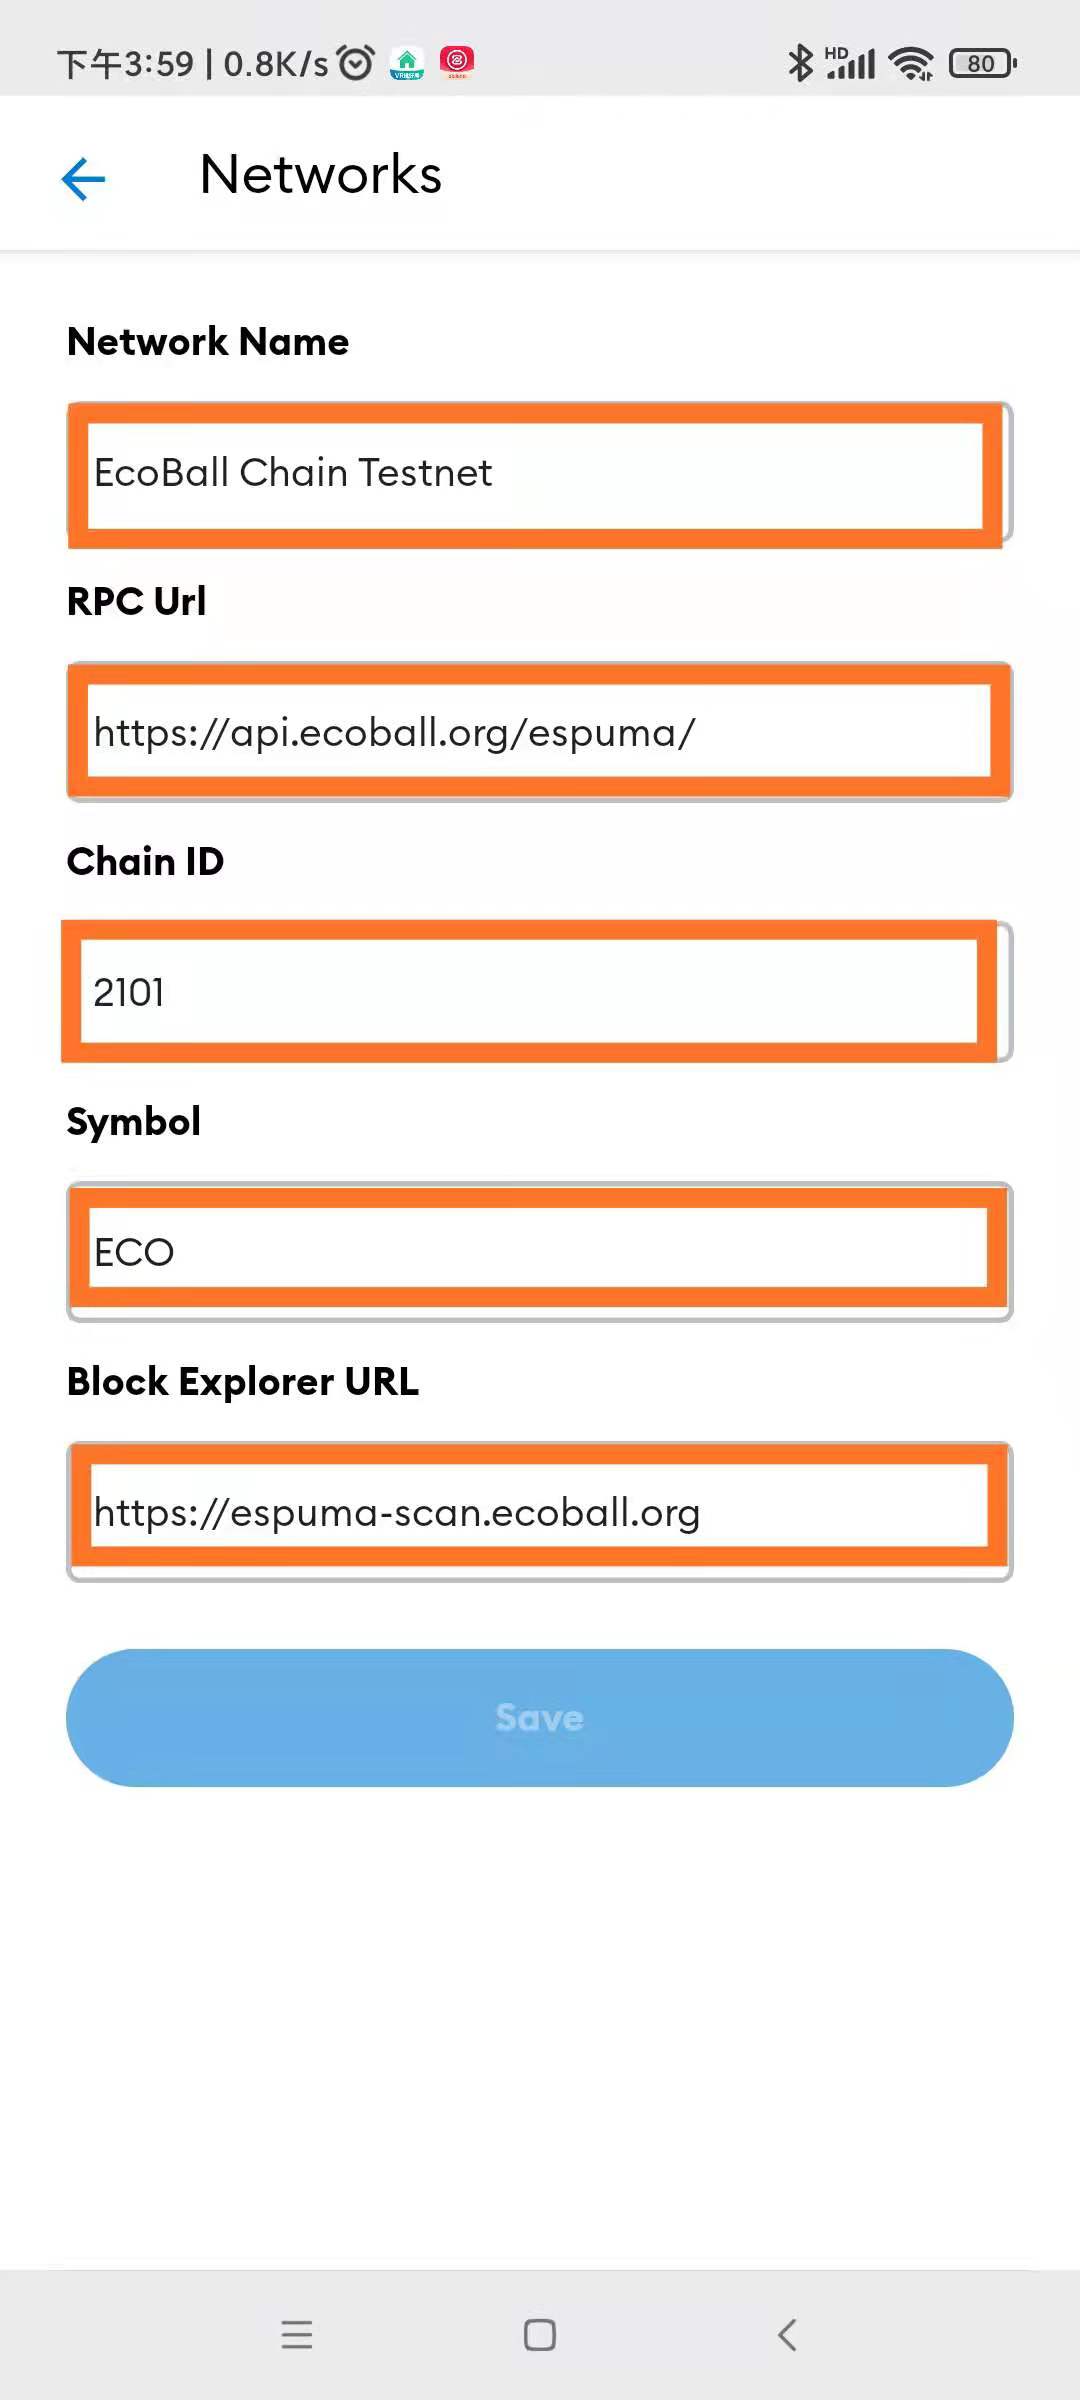 下午3:59 | 0.8K/s
HD
80
Networks
Network Name
EcoBall Chain Testnet
RPC Url
https://api.ecoball.org/espuma/
Chain ID
2101
Symbol
ECO
Block Explorer URL
https://espuma-scan.ecoball.org
Save